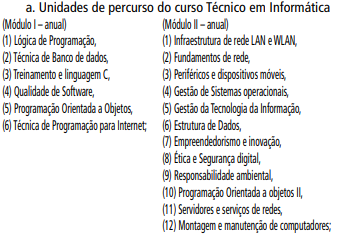 a. Unidades de percurso do curso Técnico em Informática
(Módulo I – anual)
(1) Lógica de Programação,
(2) Técnica de Banco de dados,
(3) Treinamento e linguagem C,
(4) Qualidade de Software,
(5) Programação Orientada a Objetos,
(6) Técnica de Programação para Internet;
(Módulo II – anual)
(1) Infraestrutura de rede LAN e WLAN,
(2) Fundamentos de rede,
(3) Periféricos e dispositivos móveis,
(4) Gestão de Sistemas operacionais,
(5) Gestão da Tecnologia da Informação,
(6) Estrutura de Dados,
(7) Empreendedorismo e inovação,
(8) Ética e Segurança digital,
(9) Responsabilidade ambiental,
(10) Programação Orientada a objetos II,
(11) Servidores e serviços de redes,
(12) Montagem e manutenção de computadores;